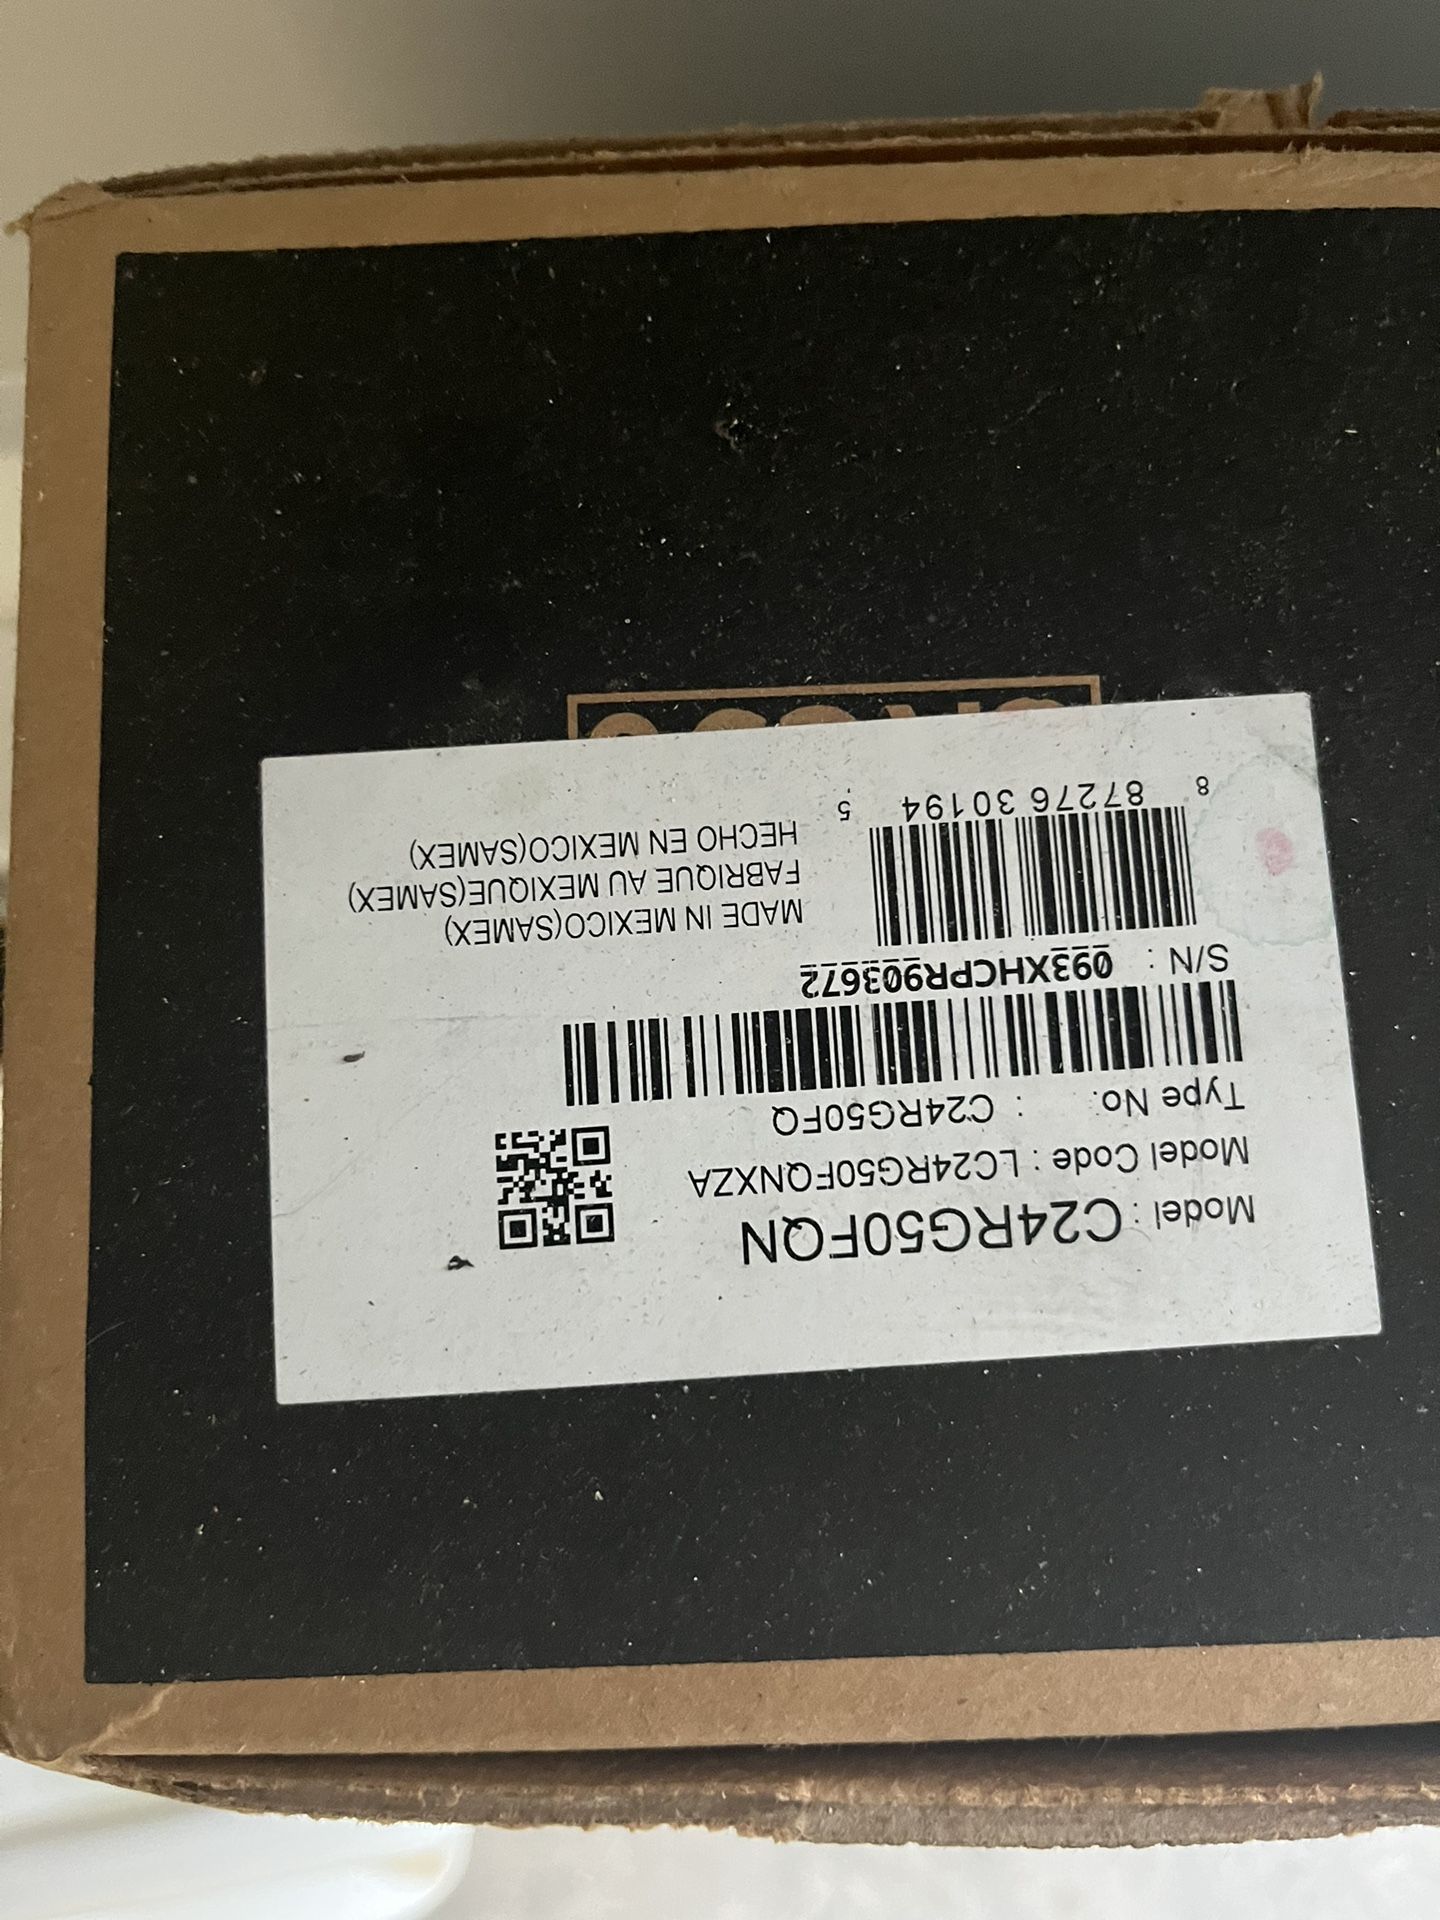 Model : C24RG50FQN
Model Code : LC24RG50FQNXZA
Type No. : C24RG50FQ
S/N : 093XHCPR903672
8 87276 30194 5
MADE IN MEXICO(SAMEX)
FABRIQUE AU MEXIQUE(SAMEX)
HECHO EN MEXICO(SAMEX)